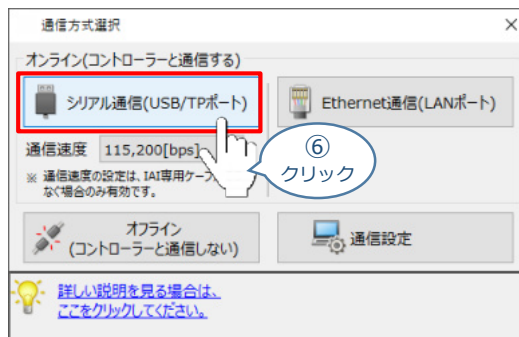 通信方式選択
オンライン(コントローラーと通信する)
シリアル通信(USB/TPポート)
Ethernet通信(LANポート)
通信速度 115,200[bps]
⑥
クリック
※ 通信速度の設定は、IAI専用ケーブ
なぐ場合のみ有効です。
オフライン
(コントローラーと通信しない)
通信設定
詳しい説明を見る場合は、
ここをクリックしてください。